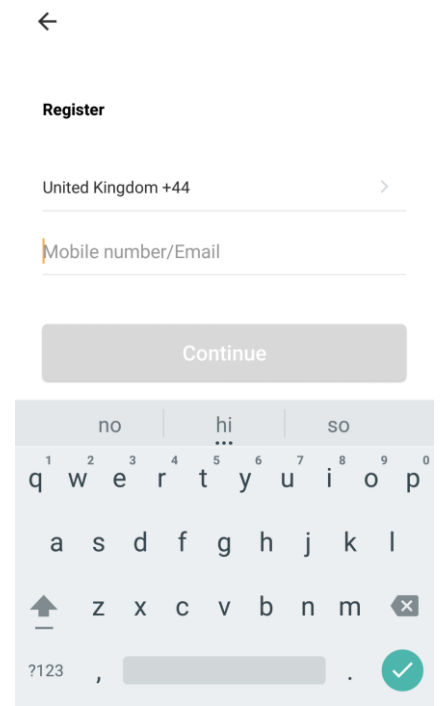 Register
United Kingdom +44
Mobile number/Email
Continue
no hi so
1 2 3 4 5 6 7 8 9 0
q w e r t y u i o p
a s d f g h j k l
z x c v b n m
?123 , .